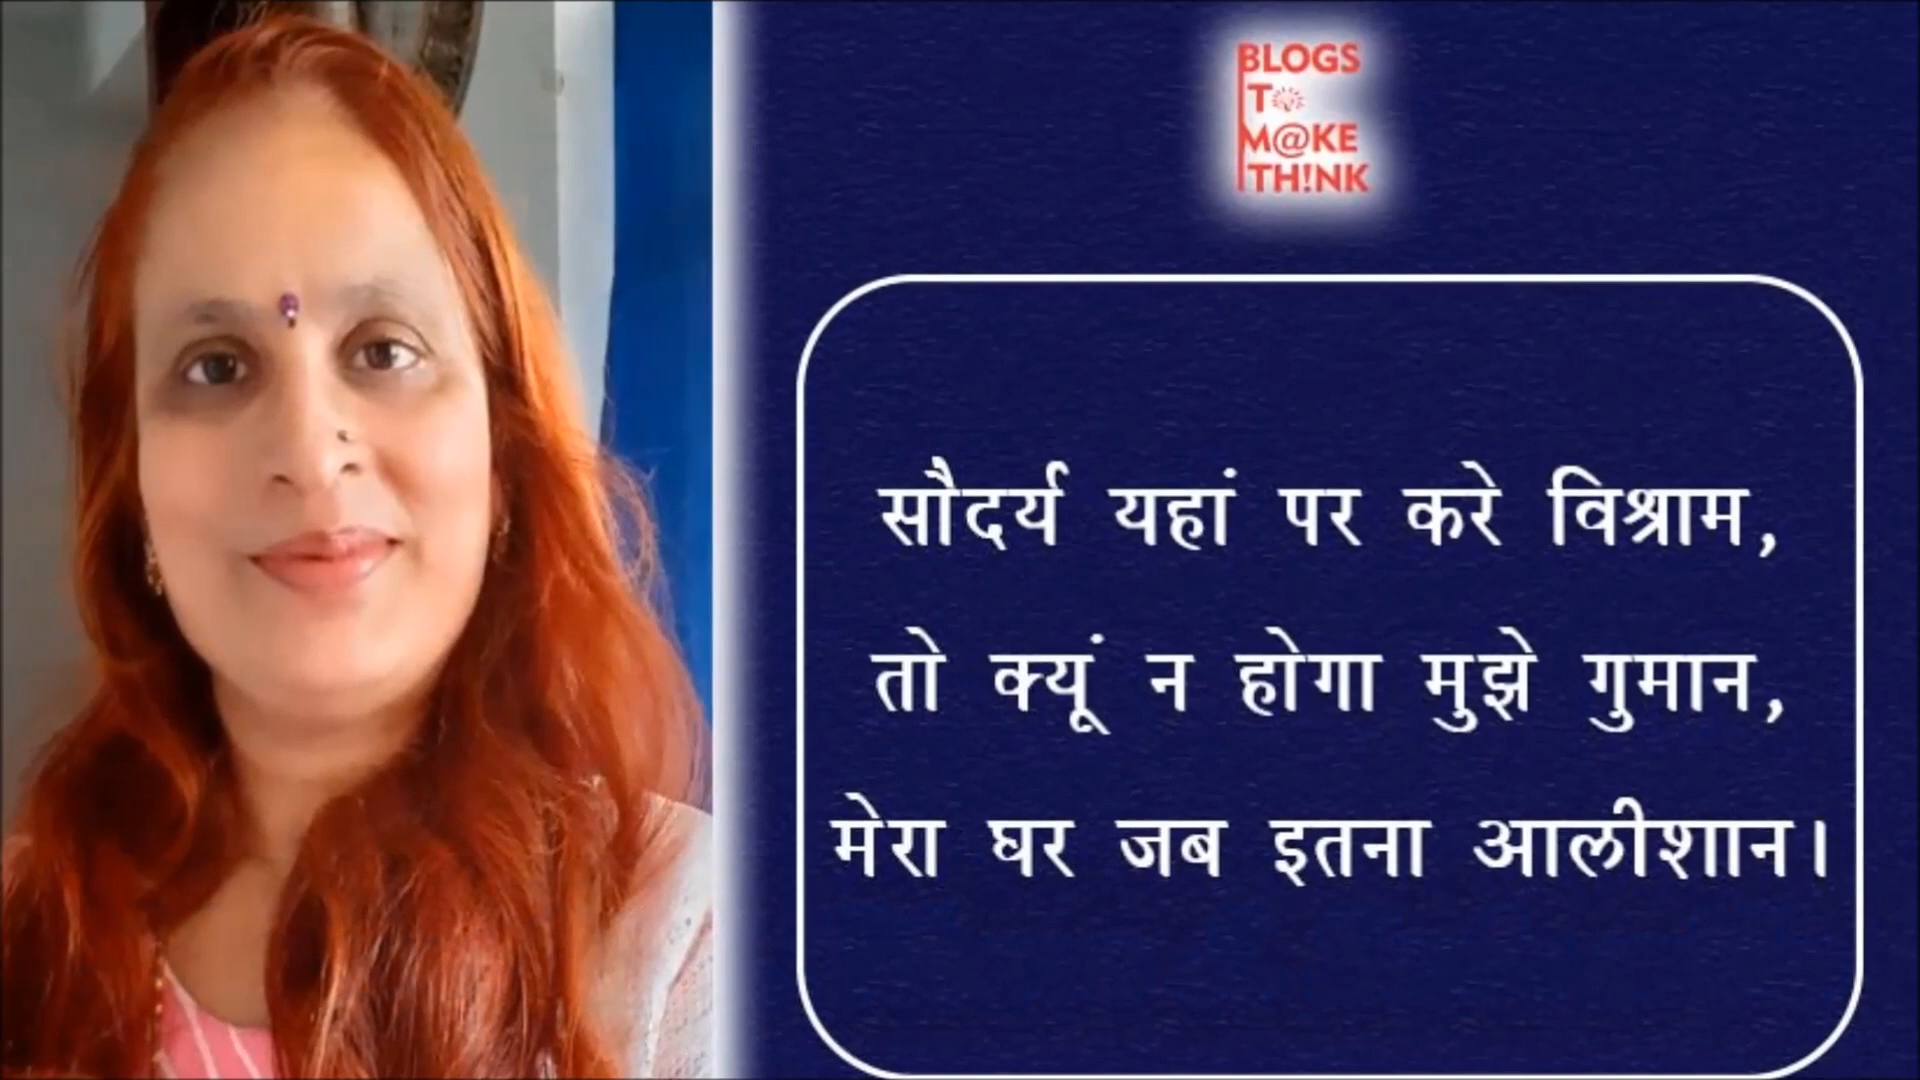 BLOGS
TO
M@KE
TH!NK
सौदर्य यहां पर करे विश्राम,
तो क्यूं न होगा मुझे गुमान,
मेरा घर जब इतना आलीशान।